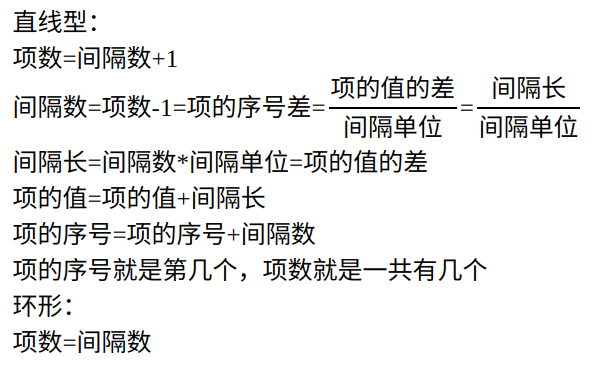 直线型：
项数=间隔数+1
间隔数=项数-1=项的序号差=项的值的差/间隔单位=间隔长/间隔单位
间隔长=间隔数*间隔单位=项的值的差
项的值=项的值+间隔长
项的序号=项的序号+间隔数
项的序号就是第几个，项数就是一共有几个
环形：
项数=间隔数